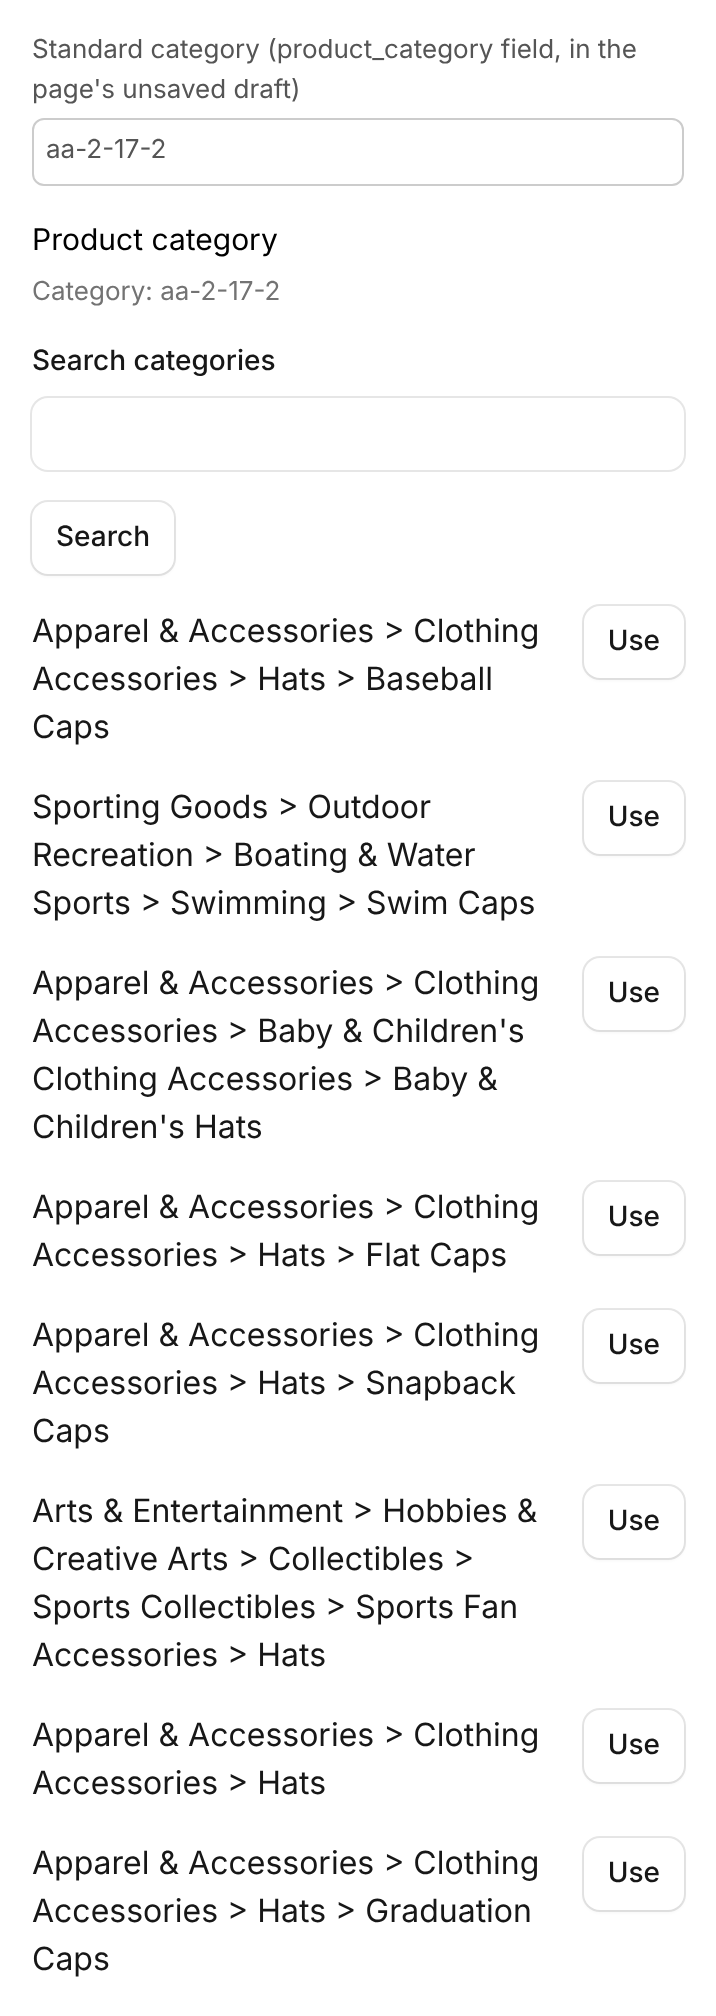 Standard category (product_category field, in the
page's unsaved draft)
aa-2-17-2
Product category
Category: aa-2-17-2
Search categories
Search
Apparel & Accessories > Clothing
Accessories > Hats > Baseball
Caps
Use
Sporting Goods > Outdoor
Recreation > Boating & Water
Sports > Swimming > Swim Caps
Use
Apparel & Accessories > Clothing
Accessories > Baby & Children's
Clothing Accessories > Baby &
Children's Hats
Use
Apparel & Accessories > Clothing
Accessories > Hats > Flat Caps
Use
Apparel & Accessories > Clothing
Accessories > Hats > Snapback
Caps
Use
Arts & Entertainment > Hobbies &
Creative Arts > Collectibles >
Sports Collectibles > Sports Fan
Accessories > Hats
Use
Apparel & Accessories > Clothing
Accessories > Hats
Use
Apparel & Accessories > Clothing
Accessories > Hats > Graduation
Caps
Use